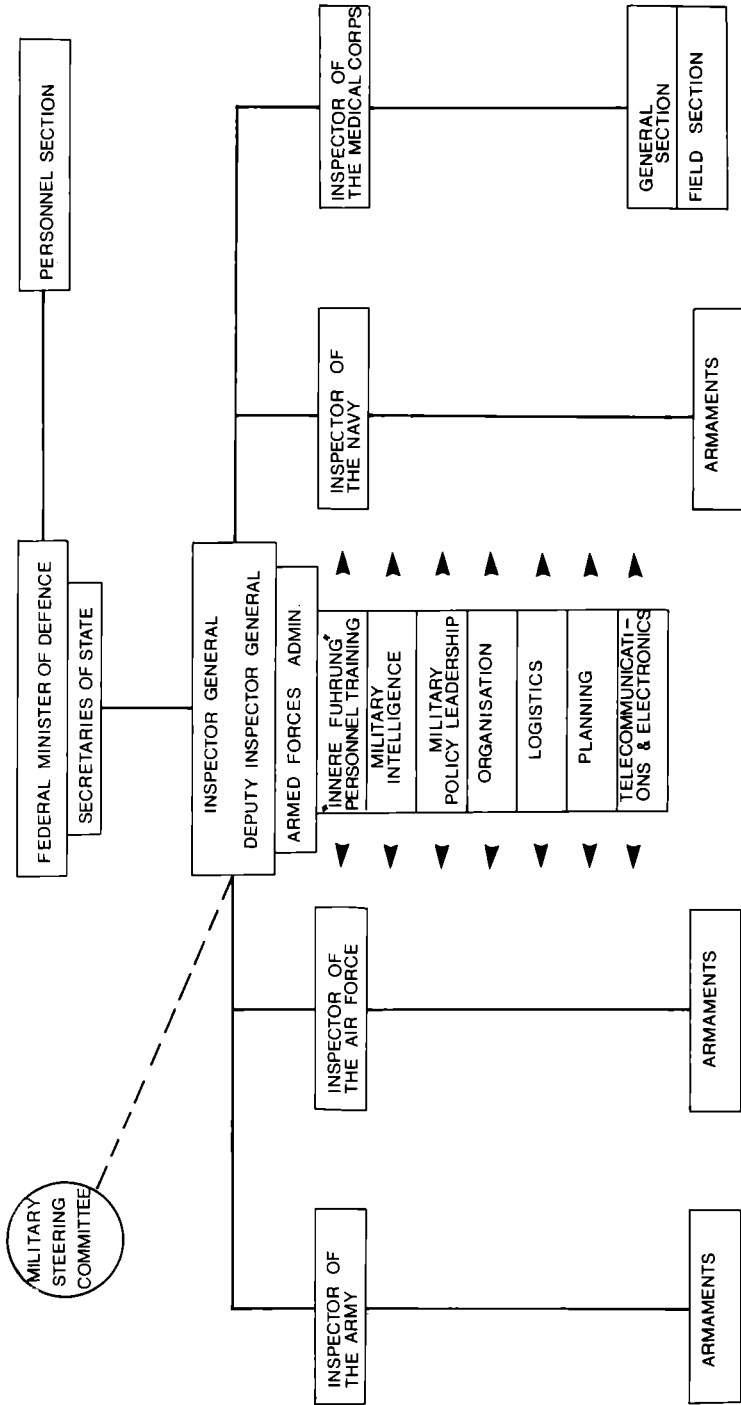 MILITARY
STEERING
COMMITTEE
FEDERAL MINISTER OF DEFENCE
SECRETARIES OF STATE
PERSONNEL SECTION
INSPECTOR GENERAL
DEPUTY INSPECTOR GENERAL
ARMED FORCES ADMIN.
INSPECTOR OF
THE ARMY
INSPECTOR OF
THE AIR FORCE
"INNERE FUHRUNG"
PERSONNEL TRAINING
MILITARY
INTELLIGENCE
MILITARY
POLICY LEADERSHIP
ORGANISATION
LOGISTICS
PLANNING
TELECOMMUNICATI-
ONS & ELECTRONICS
INSPECTOR OF
THE NAVY
INSPECTOR OF
THE MEDICAL CORPS
ARMAMENTS
ARMAMENTS
ARMAMENTS
GENERAL
SECTION
FIELD SECTION